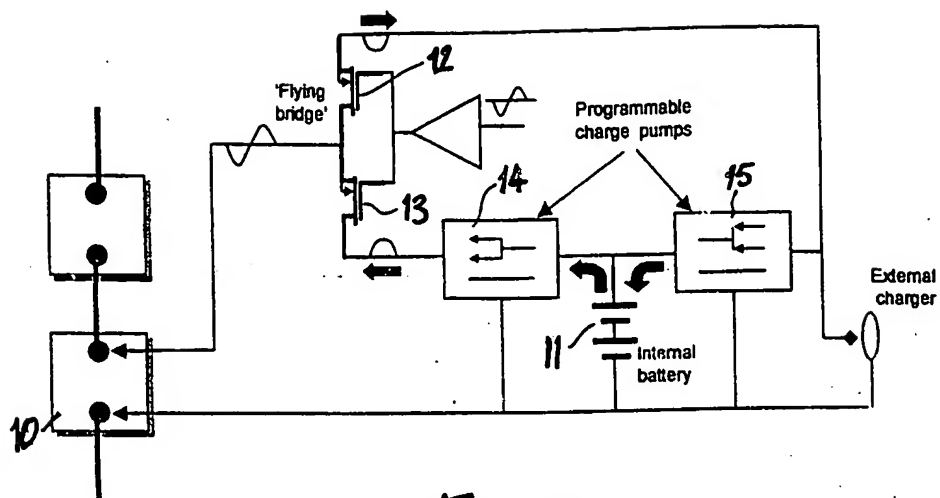 12
'Flying
bridge'
Programmable
charge pumps
13
14
15
External
charger
11
Internal
battery
10